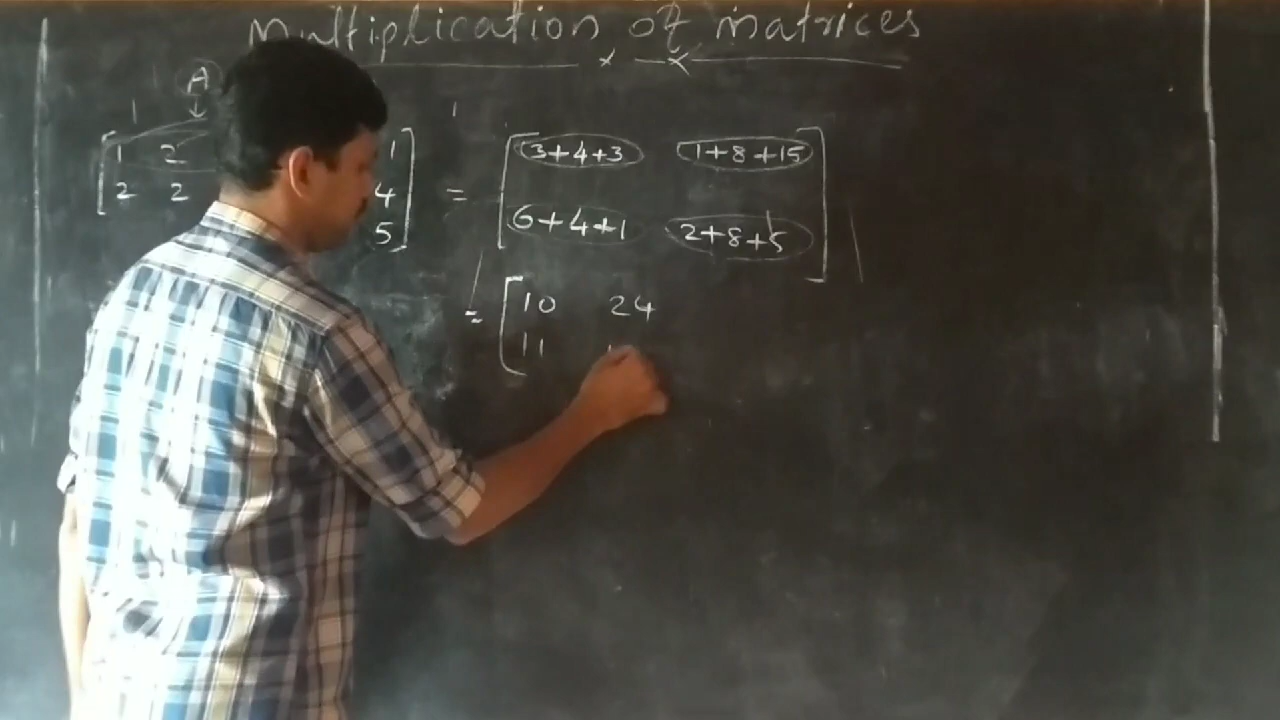 Multiplication of matrices
A
1 2 1 = 3+4+3 1+8+15
2 2 4 6+4+1 2+8+5
5
= 10 24
11